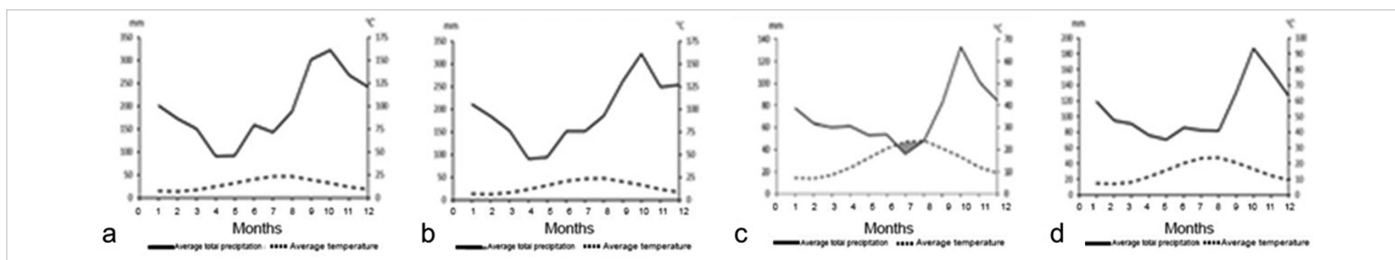 mm °C mm °C mm °C mm °C
350 175 350 175 140 70 200 100
300 150 300 150 120 60 180 90
250 125 250 125 100 50 160 80
200 100 200 100 80 40 140 70
150 75 150 75 60 30 120 60
100 50 100 50 40 20 100 50
50 25 50 25 20 10 80 40
0 0 0 0 0 0 60 30
40 20
20 10
0 0
0 1 2 3 4 5 6 7 8 9 10 11 12 0 1 2 3 4 5 6 7 8 9 10 11 12 0 1 2 3 4 5 6 7 8 9 10 11 12 0 1 2 3 4 5 6 7 8 9 10 11 12
Months Months Months Months
a b c d
Average total precipitation Average temperature Average total precipitation Average temperature Average total precipitation Average temperature Average total precipitation Average temperature